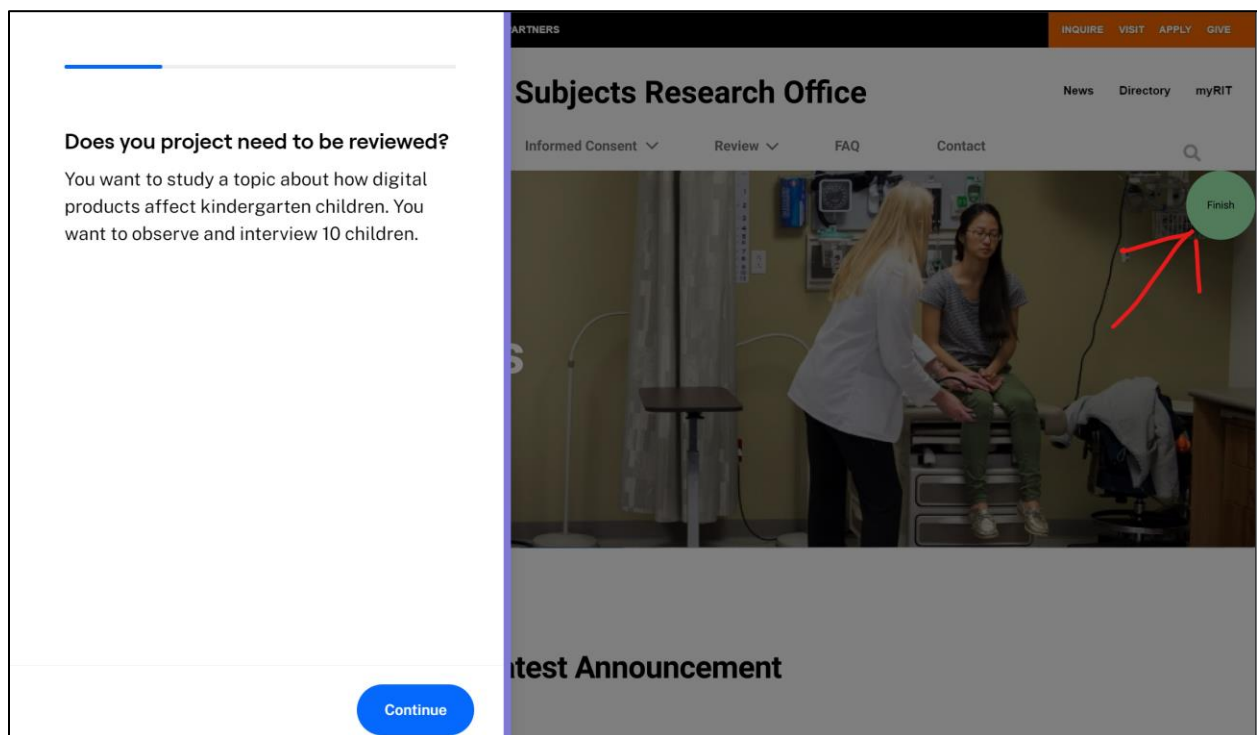 Does you project need to be reviewed?
You want to study a topic about how digital
products affect kindergarten children. You
want to observe and interview 10 children.
Continue
ARTNERS
INQUIRE VISIT APPLY GIVE
Subjects Research Office
News Directory myRIT
Informed Consent Review FAQ Contact
Finish
s
test Announcement